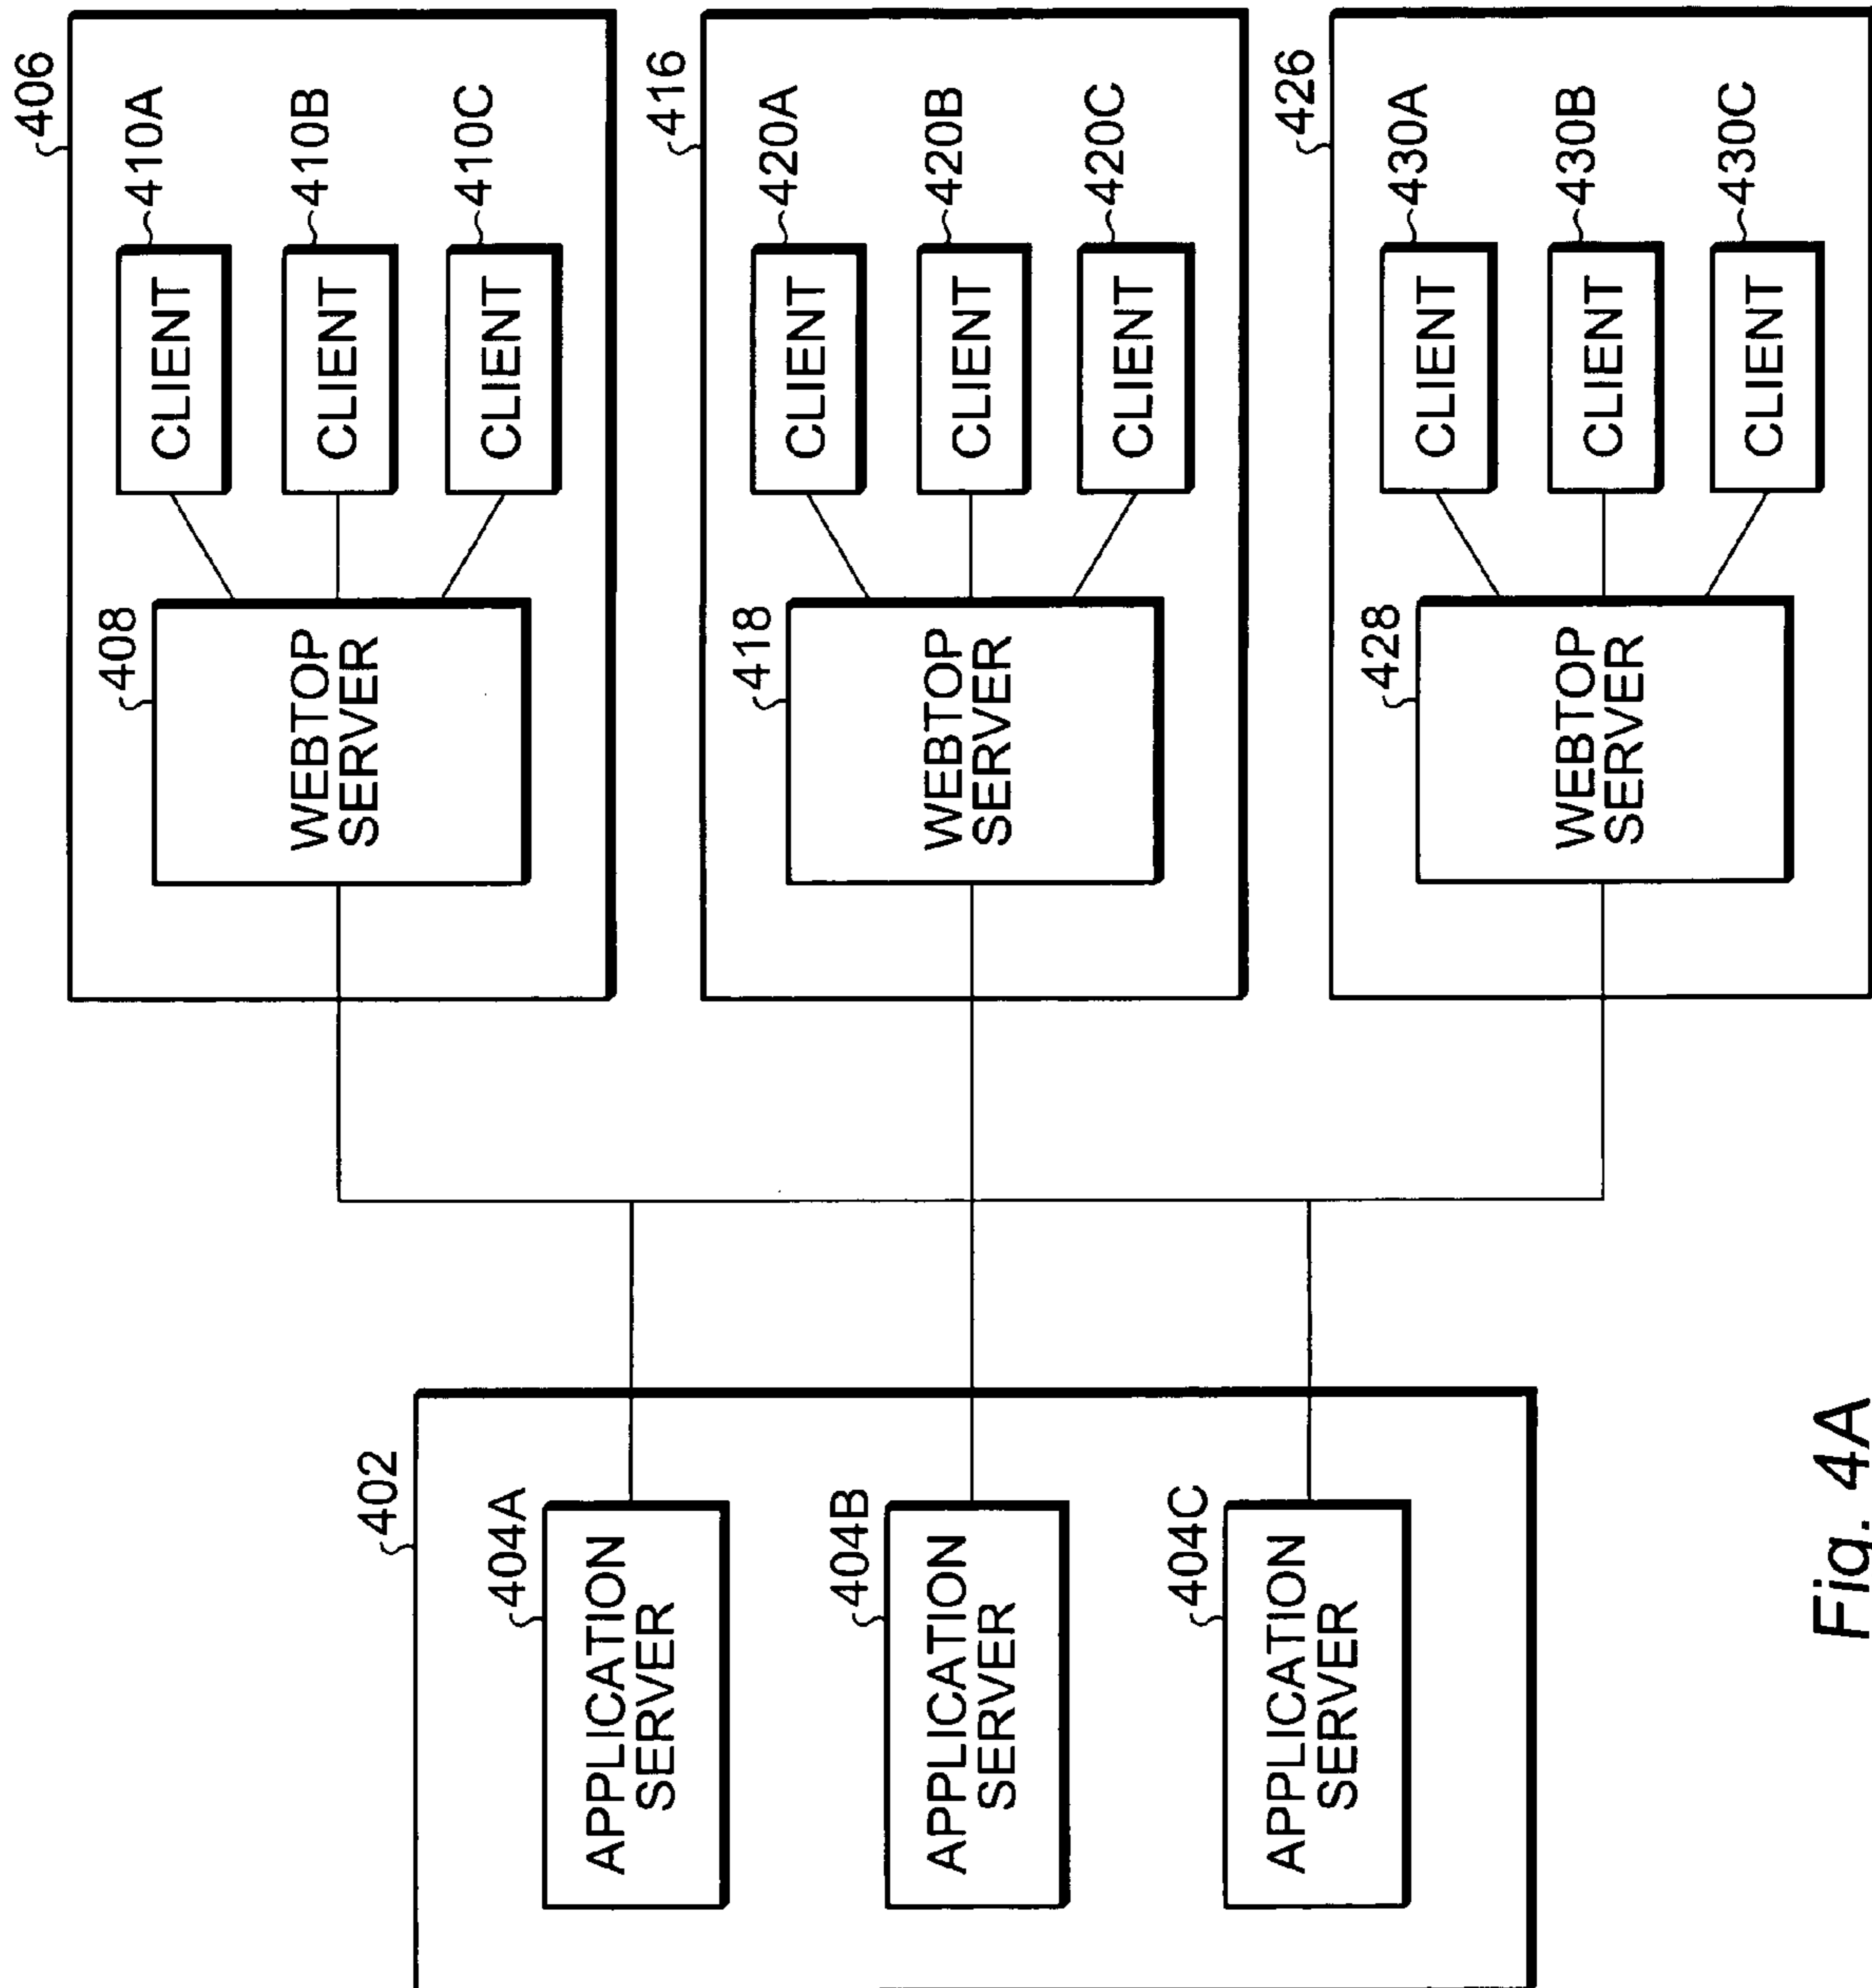 402
404A
APPLICATION
SERVER
404B
APPLICATION
SERVER
404C
APPLICATION
SERVER
406
408
WEBTOP
SERVER
CLIENT
410A
CLIENT
410B
CLIENT
410C
416
418
WEBTOP
SERVER
CLIENT
420A
CLIENT
420B
CLIENT
420C
426
428
WEBTOP
SERVER
CLIENT
430A
CLIENT
430B
CLIENT
430C
Fig. 4A